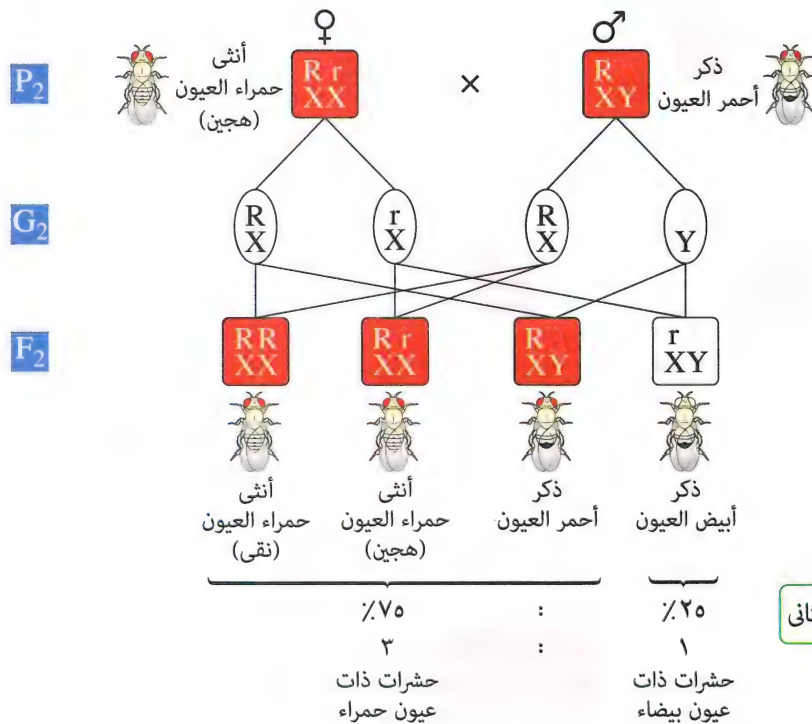 ♀ ♂
P₂
أنثى
حمراء العيون
(هجين)
R r
XX
×
R
XY
ذكر
أحمر العيون
G₂
R
X
r
X
R
X
Y
F₂
RR
XX
R r
XX
R
XY
r
XY
أنثى
حمراء العيون
(نقى)
أنثى
حمراء العيون
(هجين)
ذكر
أحمر العيون
ذكر
أبيض العيون
٪٧٥ : ٪٢٥
٣ : ١
حشرات ذات
عيون حمراء
حشرات ذات
عيون بيضاء